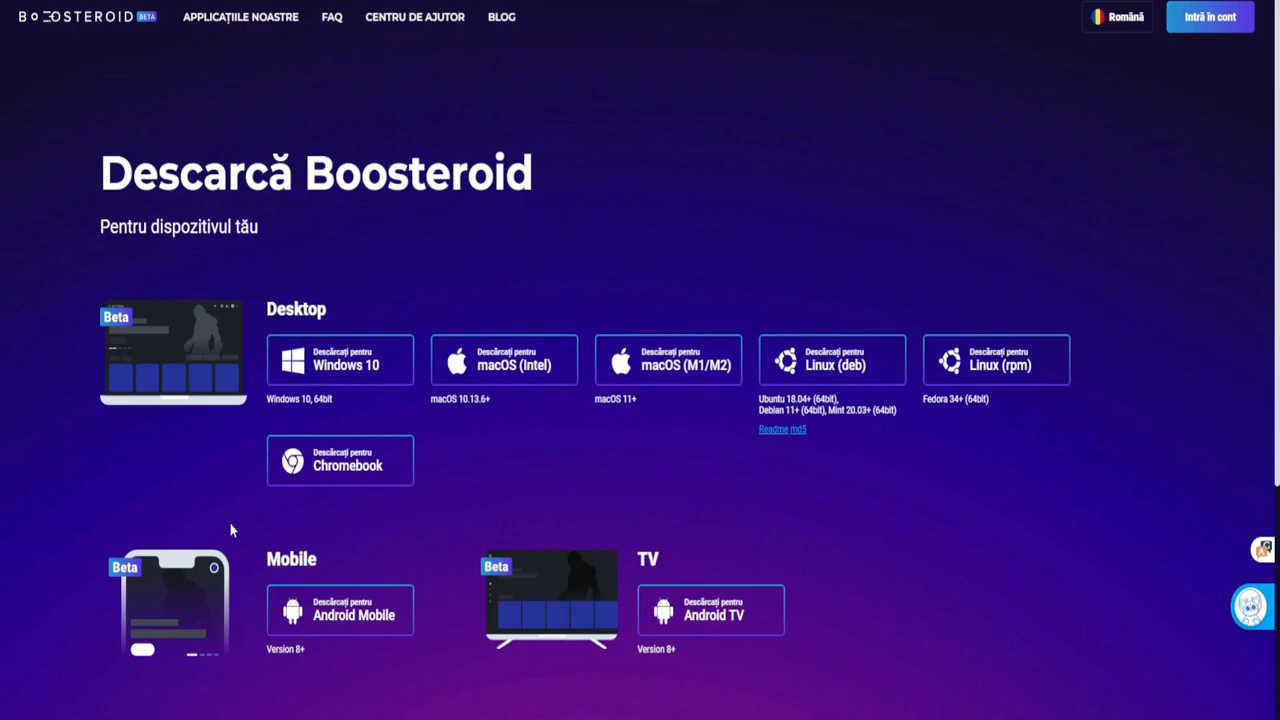 BOOSTEROID BETA
APPLICAȚIILE NOASTRE
FAQ
CENTRU DE AJUTOR
BLOG
Română
Intră în cont
Descarcă Boosteroid
Pentru dispozitivul tău
Beta
Desktop
Descărcați pentru
Windows 10
Windows 10, 64bit
Descărcați pentru
macOS (Intel)
macOS 10.13.6+
Descărcați pentru
macOS (M1/M2)
macOS 11+
Descărcați pentru
Linux (deb)
Ubuntu 18.04+ (64bit),
Debian 11+ (64bit), Mint 20.03+ (64bit)
Readme md5
Descărcați pentru
Linux (rpm)
Fedora 34+ (64bit)
Descărcați pentru
Chromebook
Beta
Mobile
Descărcați pentru
Android Mobile
Version 8+
Beta
TV
Descărcați pentru
Android TV
Version 8+